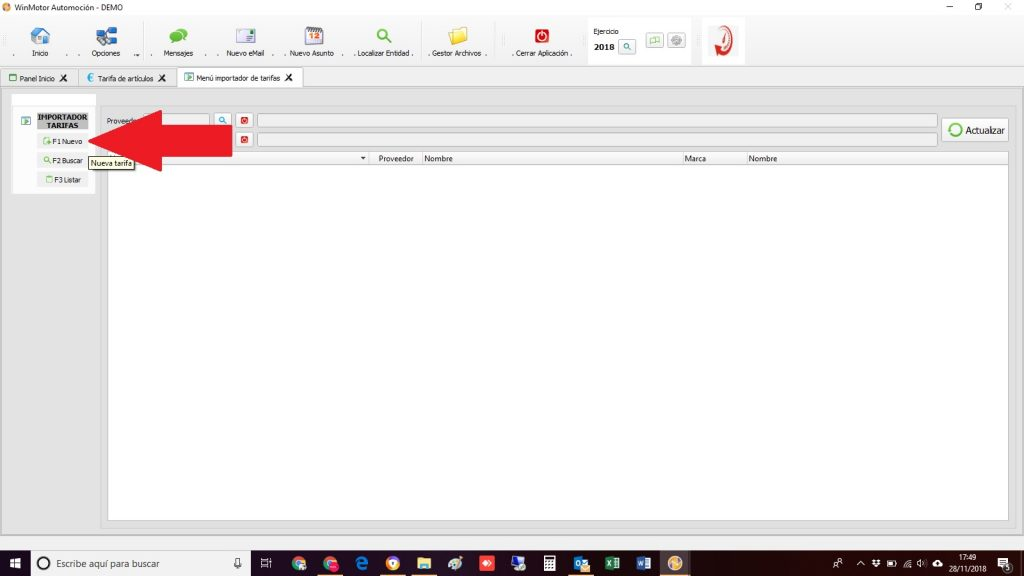 WinMotor Automoción - DEMO
Inicio
Opciones
Mensajes
Nuevo eMail
Nuevo Asunto
Localizar Entidad
Gestor Archivos
Cerrar Aplicación
Ejercicio
2018
Panel Inicio
Tarifa de artículos
Menú importador de tarifas
IMPORTADOR
TARIFAS
F1 Nuevo
F2 Buscar
F3 Listar
Nueva tarifa
Actualizar
Proveedor
Nombre
Marca
Nombre
Escribe aquí para buscar
17:49
28/11/2018